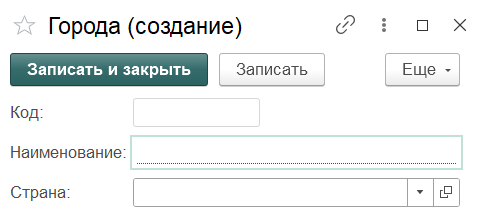 Города (создание)
Записать и закрыть Записать Еще
Код:
Наименование:
Страна: